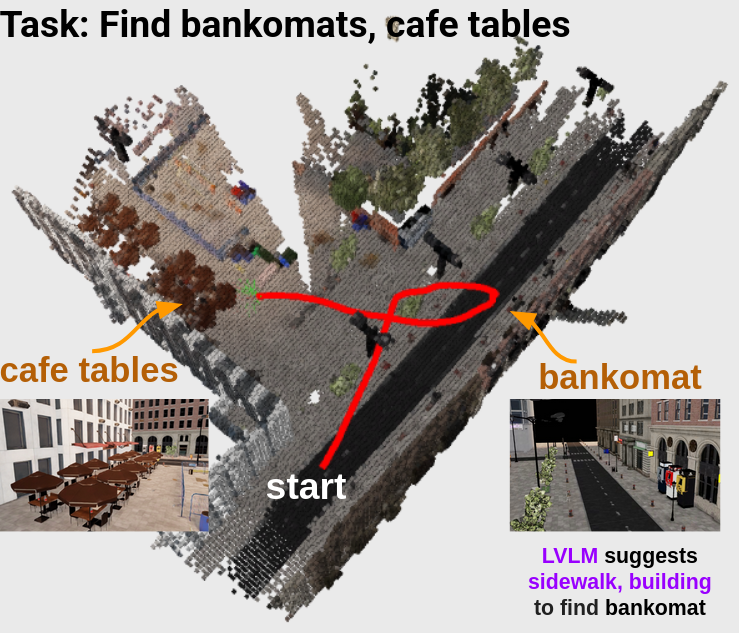 Task: Find bankomats, cafe tables
cafe tables
bankomat
start
LVLM suggests
sidewalk, building
to find bankomat